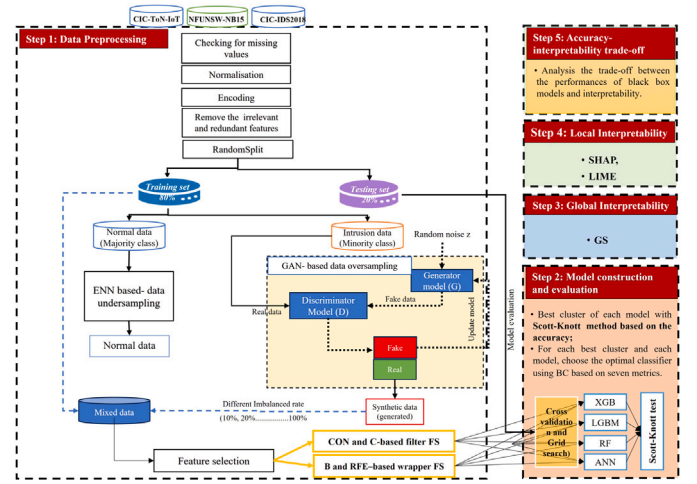 CIC-ToN-IoT
NFUNSW-NB15
CIC-IDS2018
Step 1: Data Preprocessing
Checking for missing
values
Normalisation
Encoding
Remove the irrelevant
and redundant features
RandomSplit
Training set
80%
Testing set
20%
Normal data
(Majority class)
Intrusion data
(Minority class)
Random noise z
ENN based- data
undersampling
Normal data
GAN- based data oversampling
Generator
model (G)
Discriminator
Model (D)
Fake data
Real data
Update model
Fake
Real
Model evaluation
Mixed data
Different Imbalanced rate
(10%, 20%...............100%)
Synthetic data
(generated)
Feature selection
CON and C-based filter FS
B and RFE–based wrapper FS
Step 5: Accuracy-
interpretability trade-off
• Analysis the trade-off between
the performances of black box
models and interpretability.
Step 4: Local Interpretability
• SHAP,
• LIME
Step 3: Global Interpretability
• GS
Step 2: Model construction
and evaluation
• Best cluster of each model with
Scott-Knott method based on the
accuracy;
• For each best cluster and each
model, choose the optimal classifier
using BC based on seven metrics.
Cross
validatio
n and
Grid
search)
XGB
LGBM
RF
ANN
Scott-Knott test